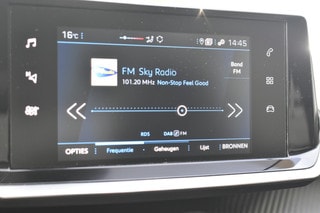 16°C 14:45
FM Sky Radio Band
101.20 MHz Non-Stop Feel Good FM
RDS DAB FM
OPTIES Frequentie Geheugen Lijst BRONNEN